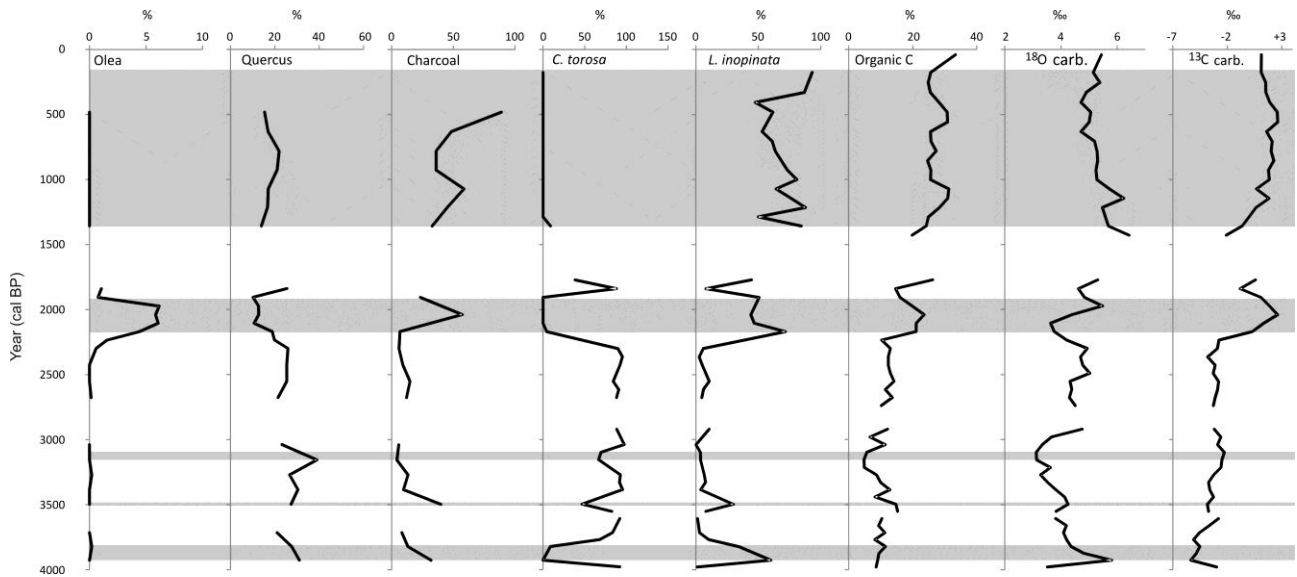 % % % % % % ‰ ‰
0 5 10 0 20 40 60 0 50 100 0 50 100 0 50 100 0 20 40 2 4 6 -7 -2 +3
0 Olea Quercus Charcoal C. torosa L. inopinata Organic C ¹⁸O carb. ¹³C carb.
500
1000
1500
2000
2500
3000
3500
4000
Year (cal BP)